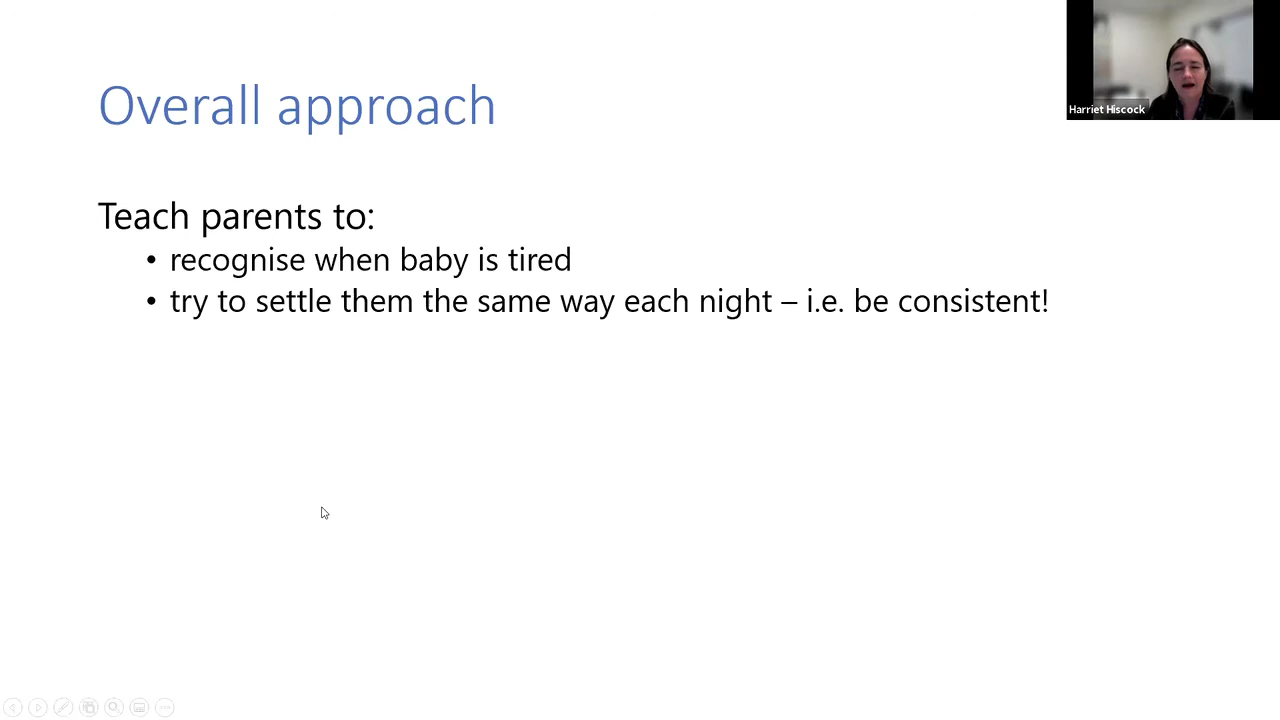 Overall approach
Harriet Hiscock
Teach parents to:
• recognise when baby is tired
• try to settle them the same way each night – i.e. be consistent!